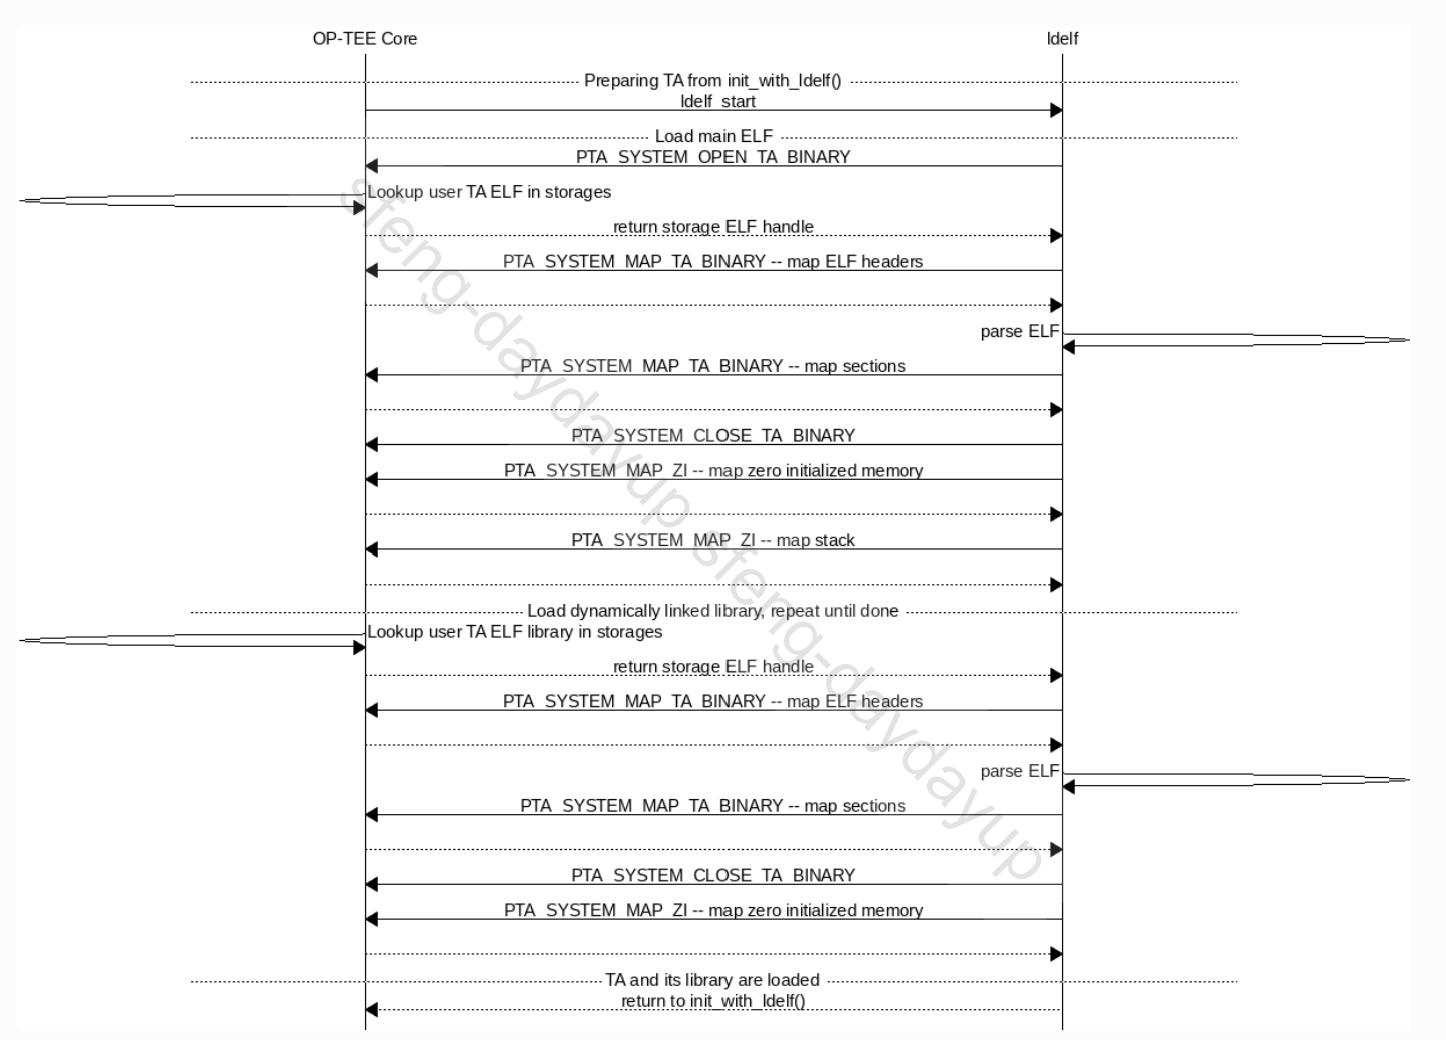 OP-TEE Core
ldelf
Preparing TA from init_with_ldelf()
ldelf_start
Load main ELF
PTA_SYSTEM_OPEN_TA_BINARY
Lookup user TA ELF in storages
return storage ELF handle
PTA_SYSTEM_MAP_TA_BINARY -- map ELF headers
parse ELF
PTA_SYSTEM_MAP_TA_BINARY -- map sections
PTA_SYSTEM_CLOSE_TA_BINARY
PTA_SYSTEM_MAP_ZI -- map zero initialized memory
PTA_SYSTEM_MAP_ZI -- map stack
Load dynamically linked library, repeat until done
Lookup user TA ELF library in storages
return storage ELF handle
PTA_SYSTEM_MAP_TA_BINARY -- map ELF headers
parse ELF
PTA_SYSTEM_MAP_TA_BINARY -- map sections
PTA_SYSTEM_CLOSE_TA_BINARY
PTA_SYSTEM_MAP_ZI -- map zero initialized memory
TA and its library are loaded
return to init_with_ldelf()
sfeng-daydayup sfeng-daydayup